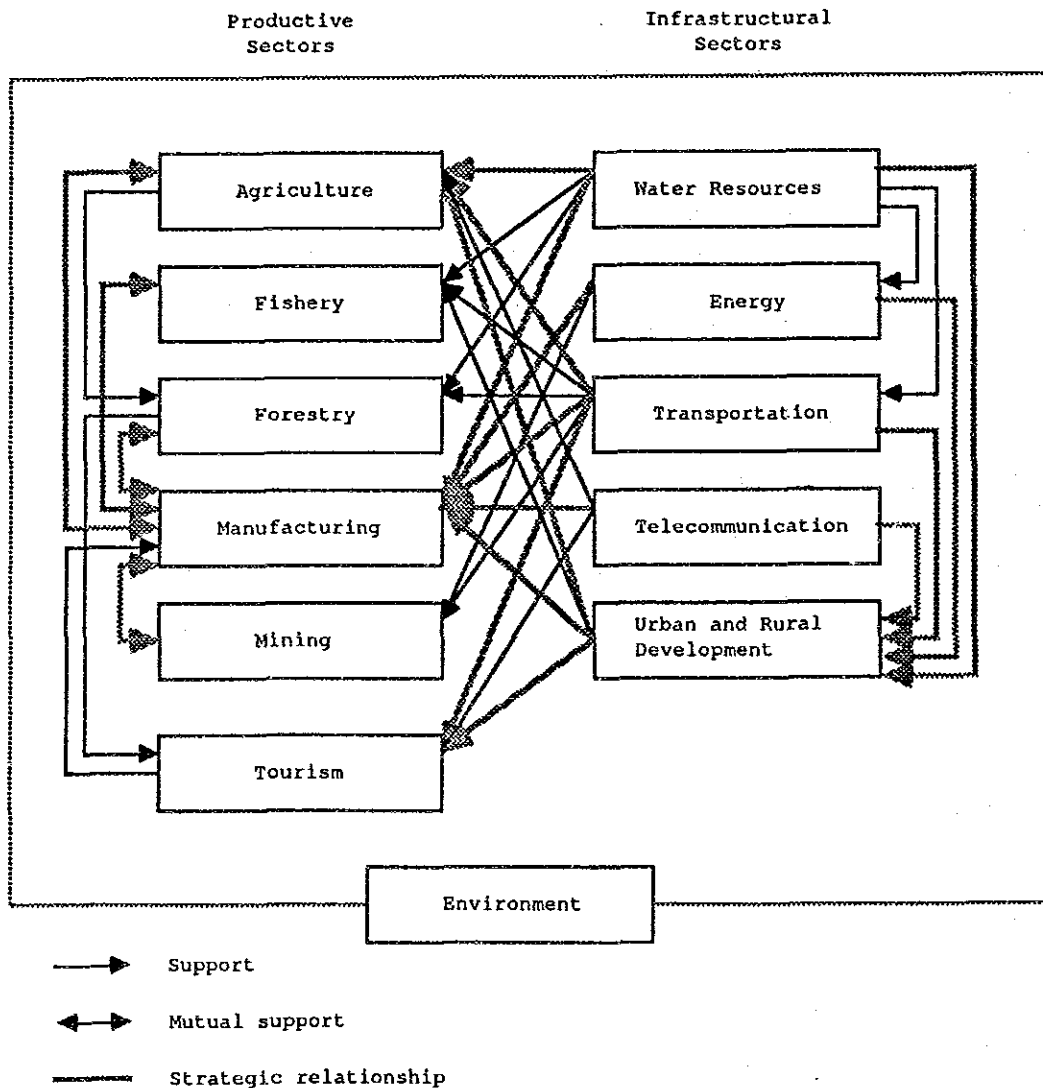 Productive
Sectors
Infrastructural
Sectors
Agriculture
Fishery
Forestry
Manufacturing
Mining
Tourism
Water Resources
Energy
Transportation
Telecommunication
Urban and Rural
Development
Environment
Support
Mutual support
Strategic relationship